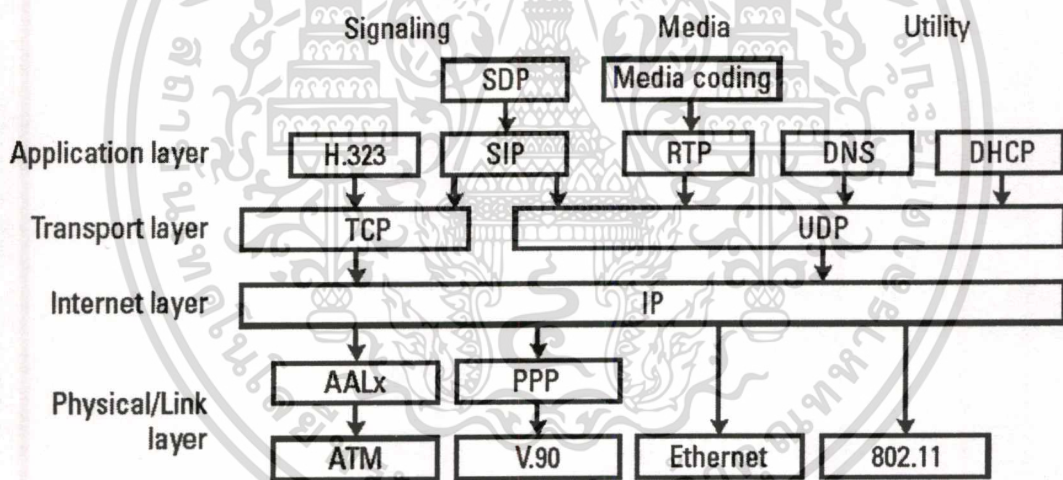 Signaling Media Utility
SDP Media coding
Application layer H.323 SIP RTP DNS DHCP
Transport layer TCP UDP
Internet layer IP
AALx PPP
Physical/Link
layer
ATM V.90 Ethernet 802.11